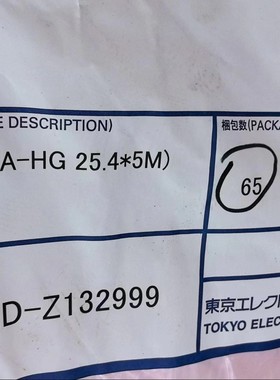 E DESCRIPTION)
梱包数(PACKA
A-HG 25.4*5M)
65
D-Z132999
東京エレク
TOKYO ELEC